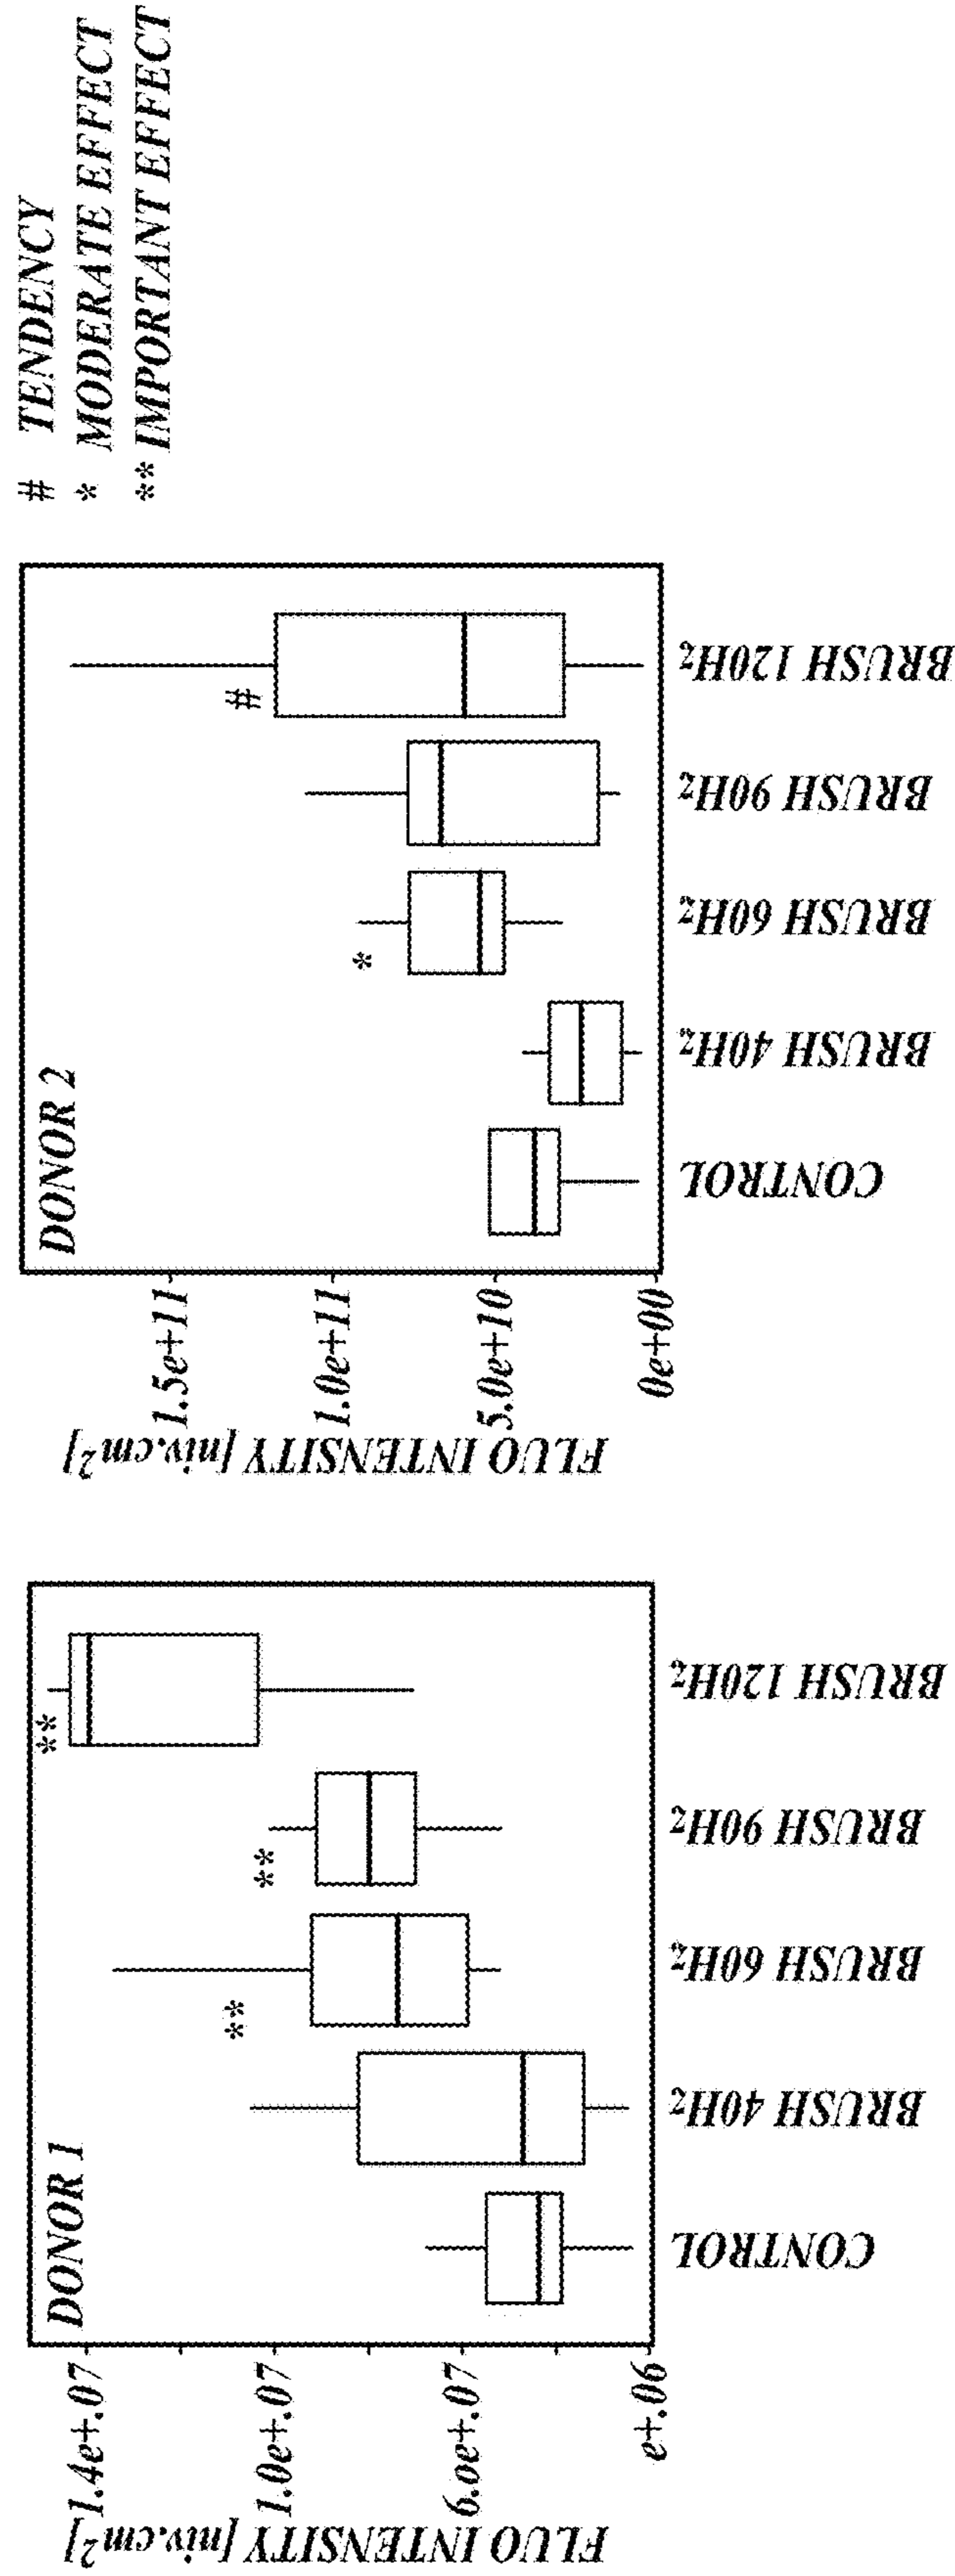 DONOR 1
FLUO INTENSITY [niv.cm²]
1.4e+.07
1.0e+.07
6.0e+.07
e+.06
CONTROL
BRUSH 40Hz
BRUSH 60Hz
BRUSH 90Hz
BRUSH 120Hz
**
**
**
DONOR 2
FLUO INTENSITY [niv.cm²]
1.5e+11
1.0e+11
5.0e+10
0e+00
CONTROL
BRUSH 40Hz
BRUSH 60Hz
BRUSH 90Hz
BRUSH 120Hz
*
#
# TENDENCY
* MODERATE EFFECT
** IMPORTANT EFFECT